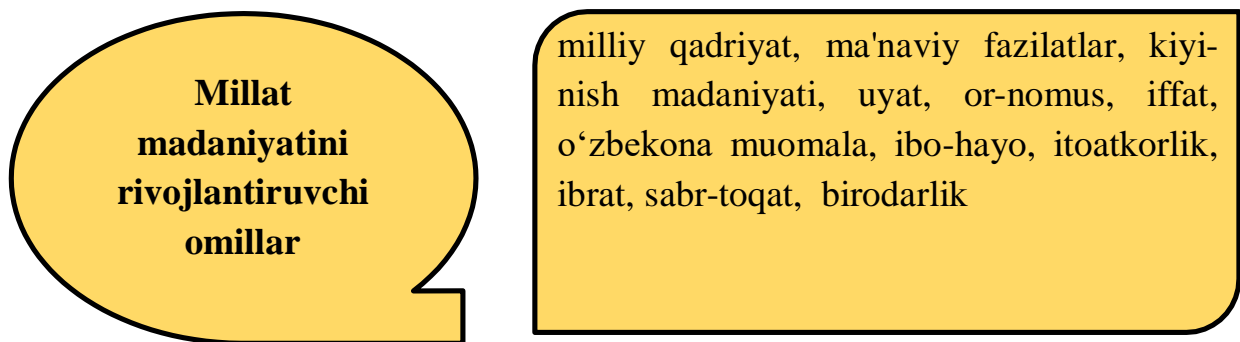 Millat
madaniyatini
rivojlantiruvchi
omillar
milliy qadriyat, ma'naviy fazilatlar, kiyi-
nish madaniyati, uyat, or-nomus, iffat,
o‘zbekona muomala, ibo-hayo, itoatkorlik,
ibrat, sabr-toqat, birodarlik